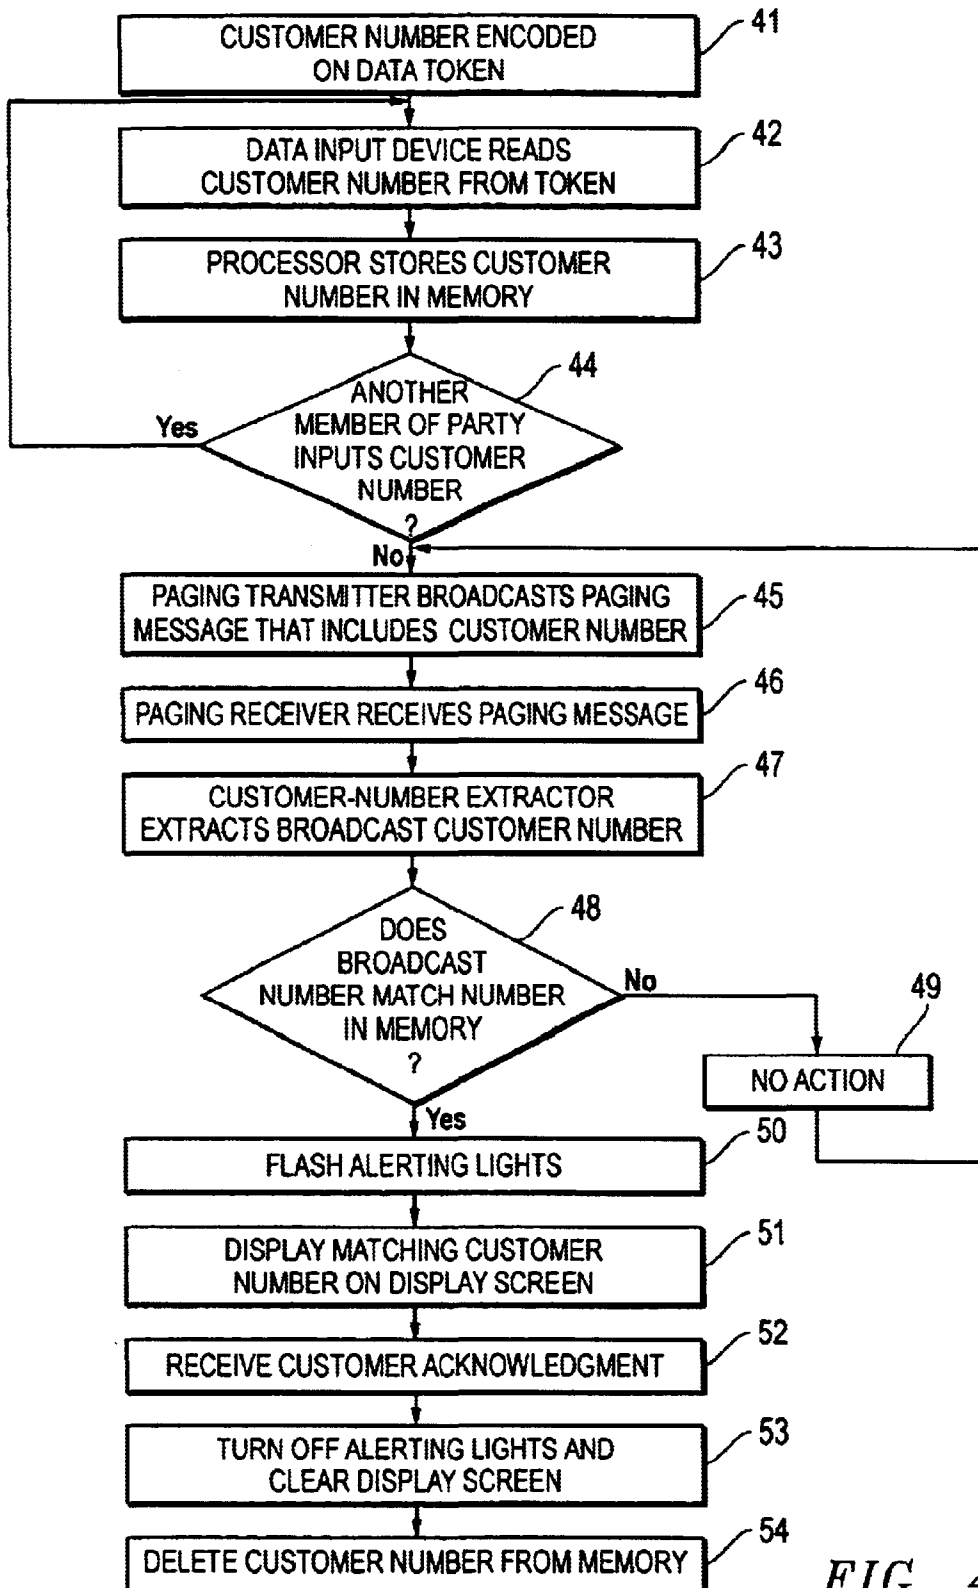 CUSTOMER NUMBER ENCODED
ON DATA TOKEN
41
DATA INPUT DEVICE READS
CUSTOMER NUMBER FROM TOKEN
42
PROCESSOR STORES CUSTOMER
NUMBER IN MEMORY
43
ANOTHER
MEMBER OF PARTY
INPUTS CUSTOMER
NUMBER
?
44
Yes
No
PAGING TRANSMITTER BROADCASTS PAGING
MESSAGE THAT INCLUDES CUSTOMER NUMBER
45
PAGING RECEIVER RECEIVES PAGING MESSAGE
46
CUSTOMER-NUMBER EXTRACTOR
EXTRACTS BROADCAST CUSTOMER NUMBER
47
DOES
BROADCAST
NUMBER MATCH NUMBER
IN MEMORY
?
48
No
NO ACTION
49
Yes
FLASH ALERTING LIGHTS
50
DISPLAY MATCHING CUSTOMER
NUMBER ON DISPLAY SCREEN
51
RECEIVE CUSTOMER ACKNOWLEDGMENT
52
TURN OFF ALERTING LIGHTS AND
CLEAR DISPLAY SCREEN
53
DELETE CUSTOMER NUMBER FROM MEMORY
54
FIG.